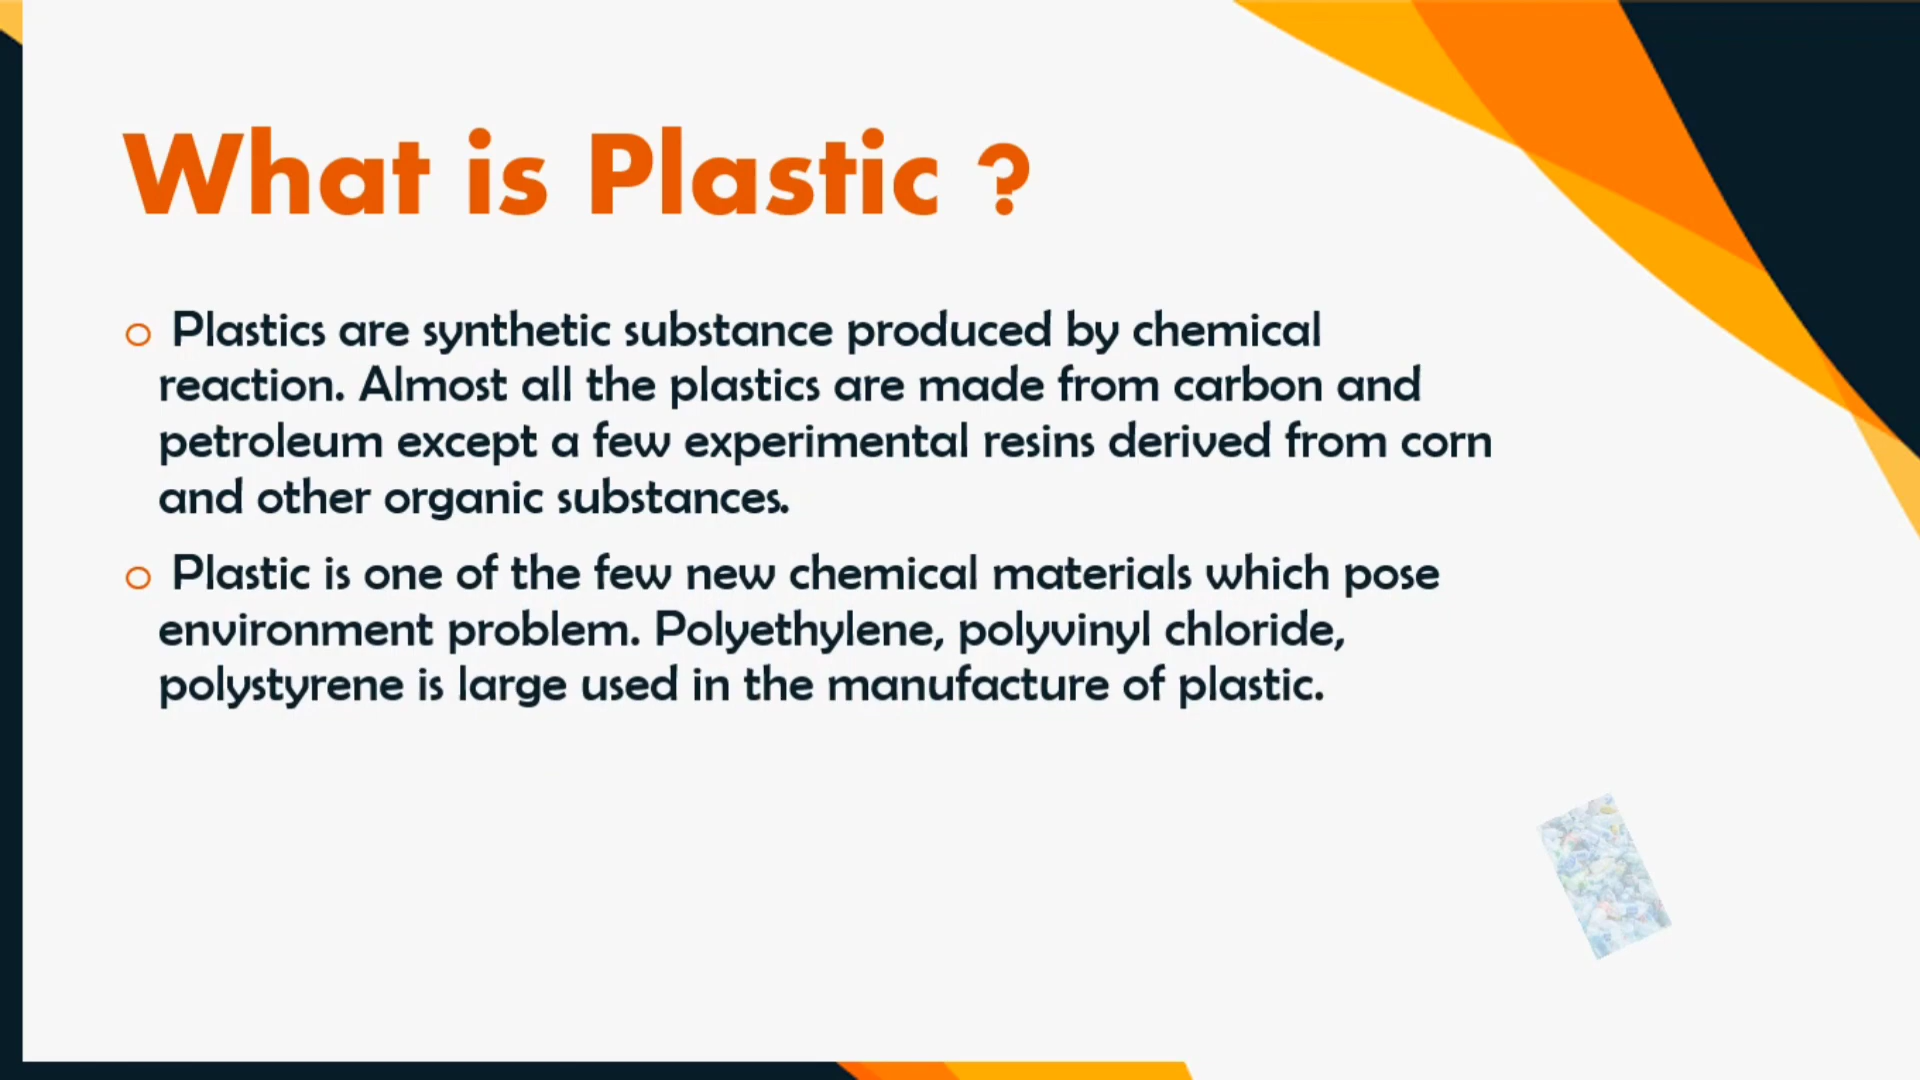 What is Plastic ?
Plastics are synthetic substance produced by chemical
reaction. Almost all the plastics are made from carbon and
petroleum except a few experimental resins derived from corn
and other organic substances.
Plastic is one of the few new chemical materials which pose
environment problem. Polyethylene, polyvinyl chloride,
polystyrene is large used in the manufacture of plastic.